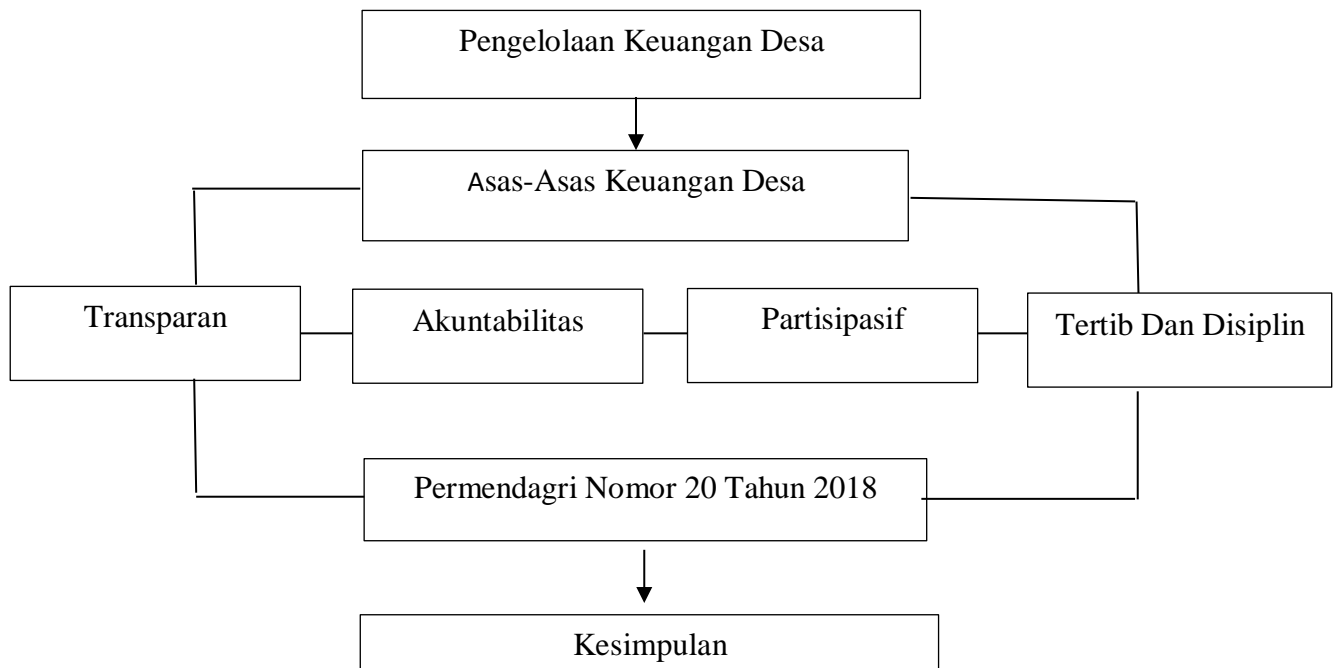 Pengelolaan Keuangan Desa
Asas-Asas Keuangan Desa
Transparan
Akuntabilitas
Partisipasif
Tertib Dan Disiplin
Permendagri Nomor 20 Tahun 2018
Kesimpulan